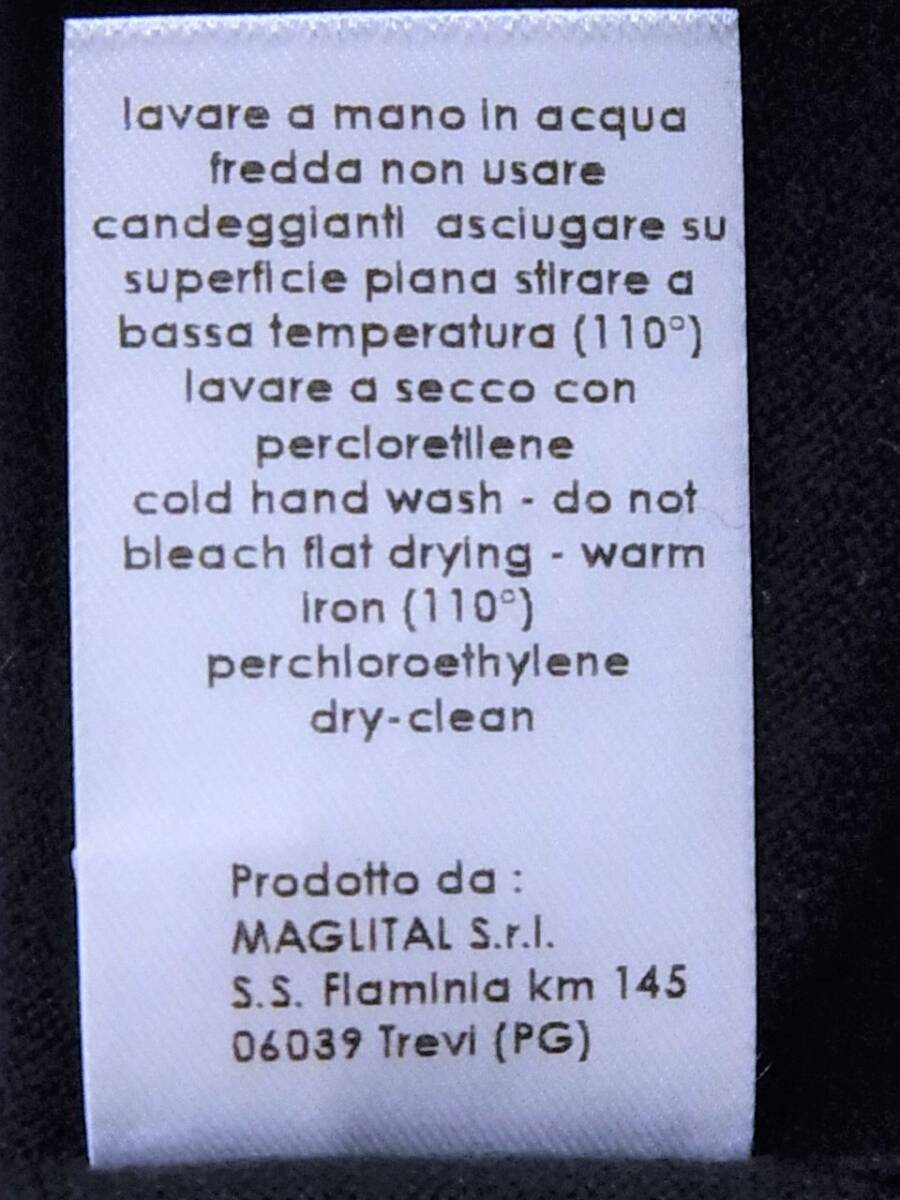 lavare a mano in acqua
fredda non usare
candeggianti asciugare su
superficie piana stirare a
bassa temperatura (110°)
lavare a secco con
percloretilene
cold hand wash - do not
bleach flat drying - warm
iron (110°)
perchloroethylene
dry-clean
Prodotto da :
MAGLITAL S.r.l.
S.S. Flaminia km 145
06039 Trevi (PG)